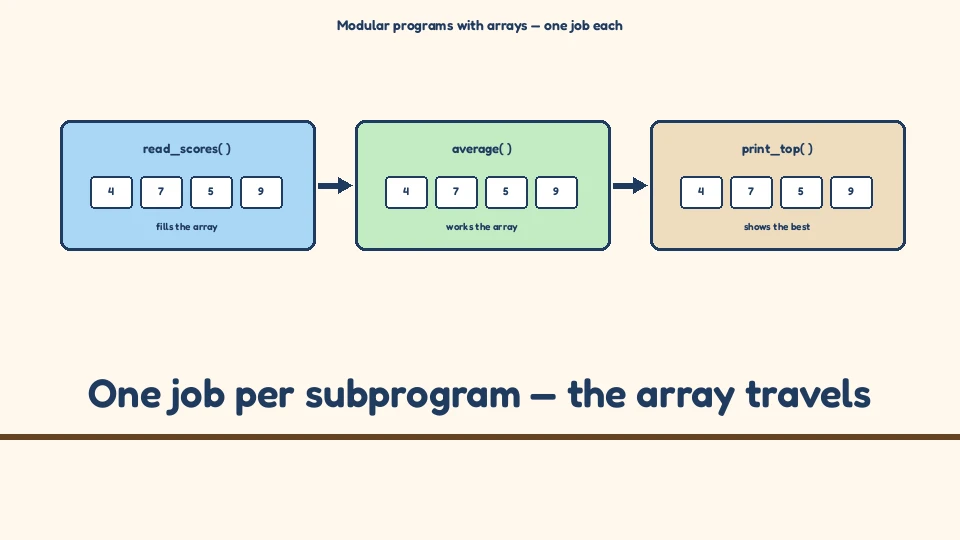 Modular programs with arrays — one job each
read_scores( )
4 7 5 9
fills the array
average( )
4 7 5 9
works the array
print_top( )
4 7 5 9
shows the best
One job per subprogram — the array travels